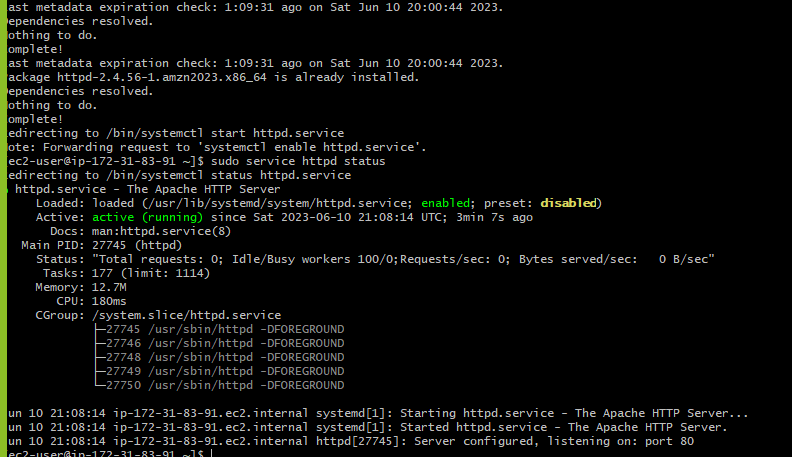 ast metadata expiration check: 1:09:31 ago on Sat Jun 10 20:00:44 2023.
ependencies resolved.
othing to do.
omplete!
ast metadata expiration check: 1:09:31 ago on Sat Jun 10 20:00:44 2023.
ackage httpd-2.4.56-1.amzn2023.x86_64 is already installed.
ependencies resolved.
othing to do.
omplete!
edirecting to /bin/systemctl start httpd.service
ote: Forwarding request to 'systemctl enable httpd.service'.
ec2-user@ip-172-31-83-91 ~]$ sudo service httpd status
edirecting to /bin/systemctl status httpd.service
httpd.service - The Apache HTTP Server
Loaded: loaded (/usr/lib/systemd/system/httpd.service; enabled; preset: disabled)
Active: active (running) since Sat 2023-06-10 21:08:14 UTC; 3min 7s ago
Docs: man:httpd.service(8)
Main PID: 27745 (httpd)
Status: "Total requests: 0; Idle/Busy workers 100/0;Requests/sec: 0; Bytes served/sec:   0 B/sec"
Tasks: 177 (limit: 1114)
Memory: 12.7M
CPU: 180ms
CGroup: /system.slice/httpd.service
├─27745 /usr/sbin/httpd -DFOREGROUND
├─27746 /usr/sbin/httpd -DFOREGROUND
├─27748 /usr/sbin/httpd -DFOREGROUND
├─27749 /usr/sbin/httpd -DFOREGROUND
└─27750 /usr/sbin/httpd -DFOREGROUND
un 10 21:08:14 ip-172-31-83-91.ec2.internal systemd[1]: Starting httpd.service - The Apache HTTP Server...
un 10 21:08:14 ip-172-31-83-91.ec2.internal systemd[1]: Started httpd.service - The Apache HTTP Server.
un 10 21:08:14 ip-172-31-83-91.ec2.internal httpd[27745]: Server configured, listening on: port 80
ec2-user@ip-172-31-83-91 ~]$